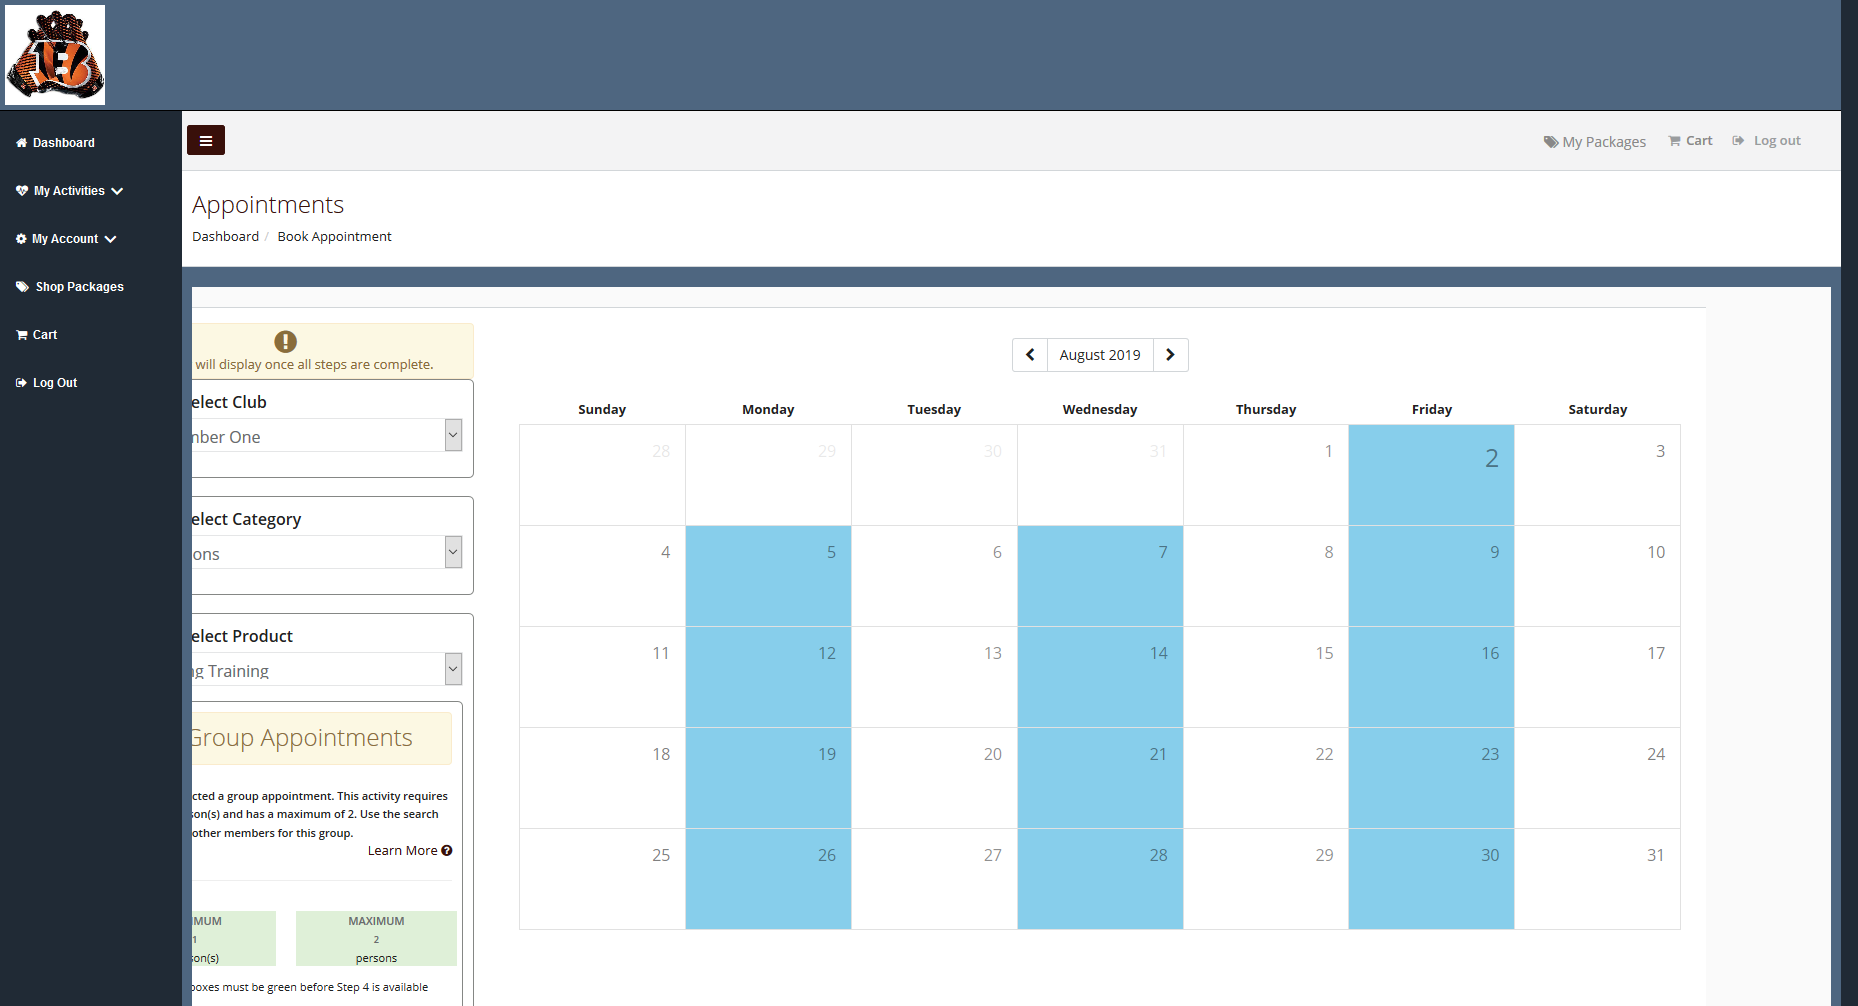 Dashboard
My Activities
My Account
Shop Packages
Cart
Log Out
My Packages
Cart
Log out
Appointments
Dashboard / Book Appointment
will display once all steps are complete.
elect Club
nber One
elect Category
ons
elect Product
ng Training
Group Appointments
cted a group appointment. This activity requires
son(s) and has a maximum of 2. Use the search
other members for this group.
Learn More
IMUM
1
son(s)
MAXIMUM
2
persons
boxes must be green before Step 4 is available
August 2019
Sunday Monday Tuesday Wednesday Thursday Friday Saturday
28 29 30 31 1 2 3
4 5 6 7 8 9 10
11 12 13 14 15 16 17
18 19 20 21 22 23 24
25 26 27 28 29 30 31